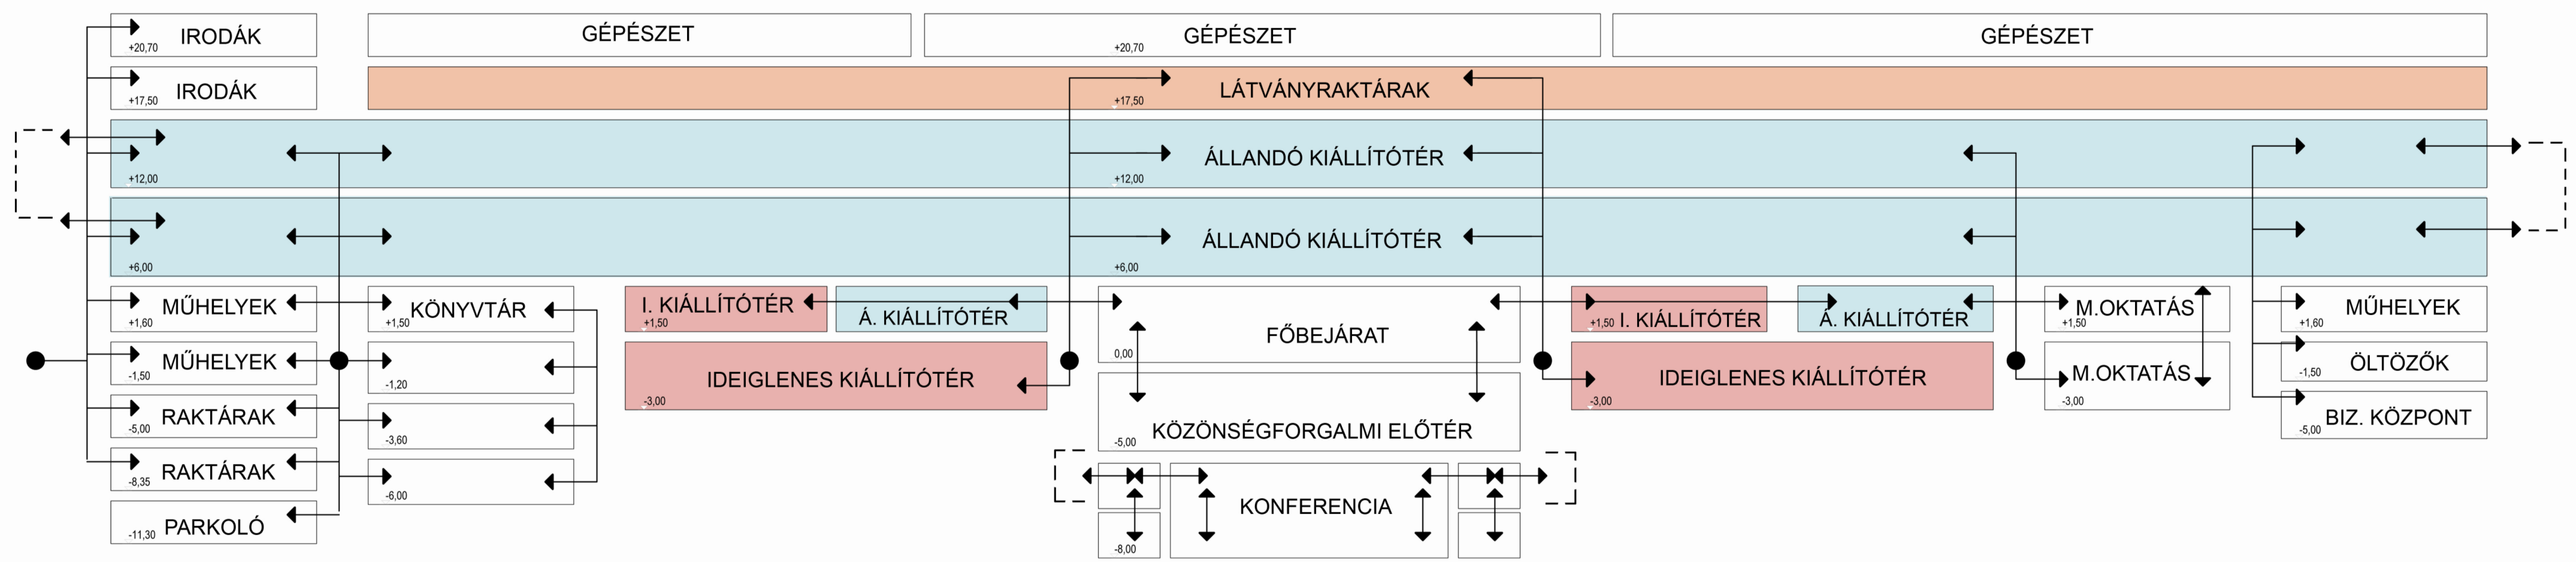 IRODÁK
+20,70
GÉPÉSZET
GÉPÉSZET
+20,70
GÉPÉSZET
IRODÁK
+17,50
LÁTVÁNYRAKTÁRAK
+17,50
ÁLLANDÓ KIÁLLÍTÓTÉR
+12,00
+12,00
ÁLLANDÓ KIÁLLÍTÓTÉR
+6,00
+6,00
MŰHELYEK
+1,60
KÖNYVTÁR
+1,50
I. KIÁLLÍTÓTÉR
+1,50
Á. KIÁLLÍTÓTÉR
FŐBEJÁRAT
0,00
+1,50 I. KIÁLLÍTÓTÉR
Á. KIÁLLÍTÓTÉR
M.OKTATÁS
+1,50
MŰHELYEK
+1,60
MŰHELYEK
-1,50
-1,20
IDEIGLENES KIÁLLÍTÓTÉR
-3,00
IDEIGLENES KIÁLLÍTÓTÉR
-3,00
M.OKTATÁS
-3,00
ÖLTÖZŐK
-1,50
RAKTÁRAK
-5,00
-3,60
KÖZÖNSÉGFORGALMI ELŐTÉR
-5,00
BIZ. KÖZPONT
-5,00
RAKTÁRAK
-8,35
-6,00
KONFERENCIA
-8,00
PARKOLÓ
-11,30